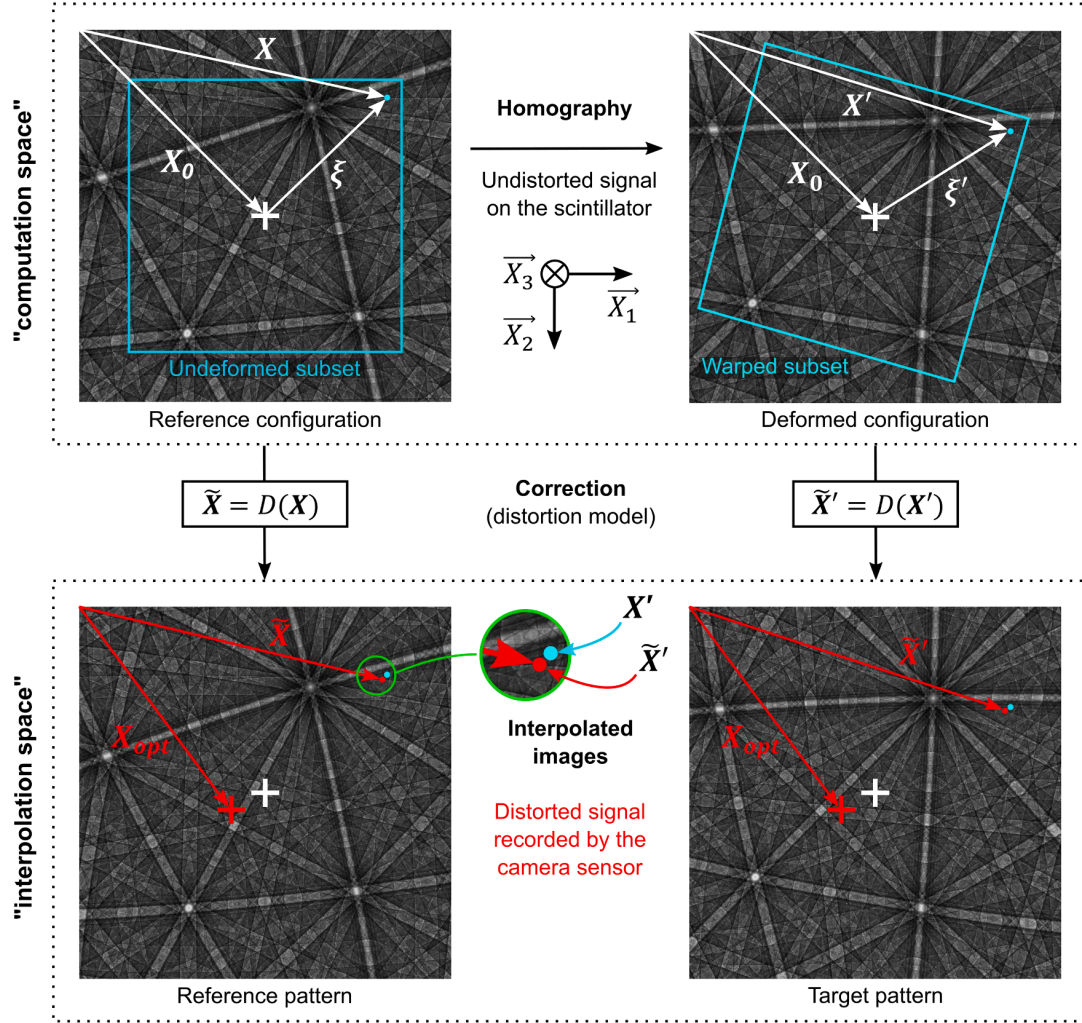 "computation space"
X
X₀
ξ
Undeformed subset
Reference configuration
Homography
Undistorted signal
on the scintillator
X₃
X₁
X₂
X′
X₀
ξ′
Warped subset
Deformed configuration
X̃ = D(X)
Correction
(distortion model)
X̃′ = D(X′)
"interpolation space"
X̃
X_opt
Reference pattern
X′
X̃′
Interpolated
images
Distorted signal
recorded by the
camera sensor
X̃′
X_opt
Target pattern